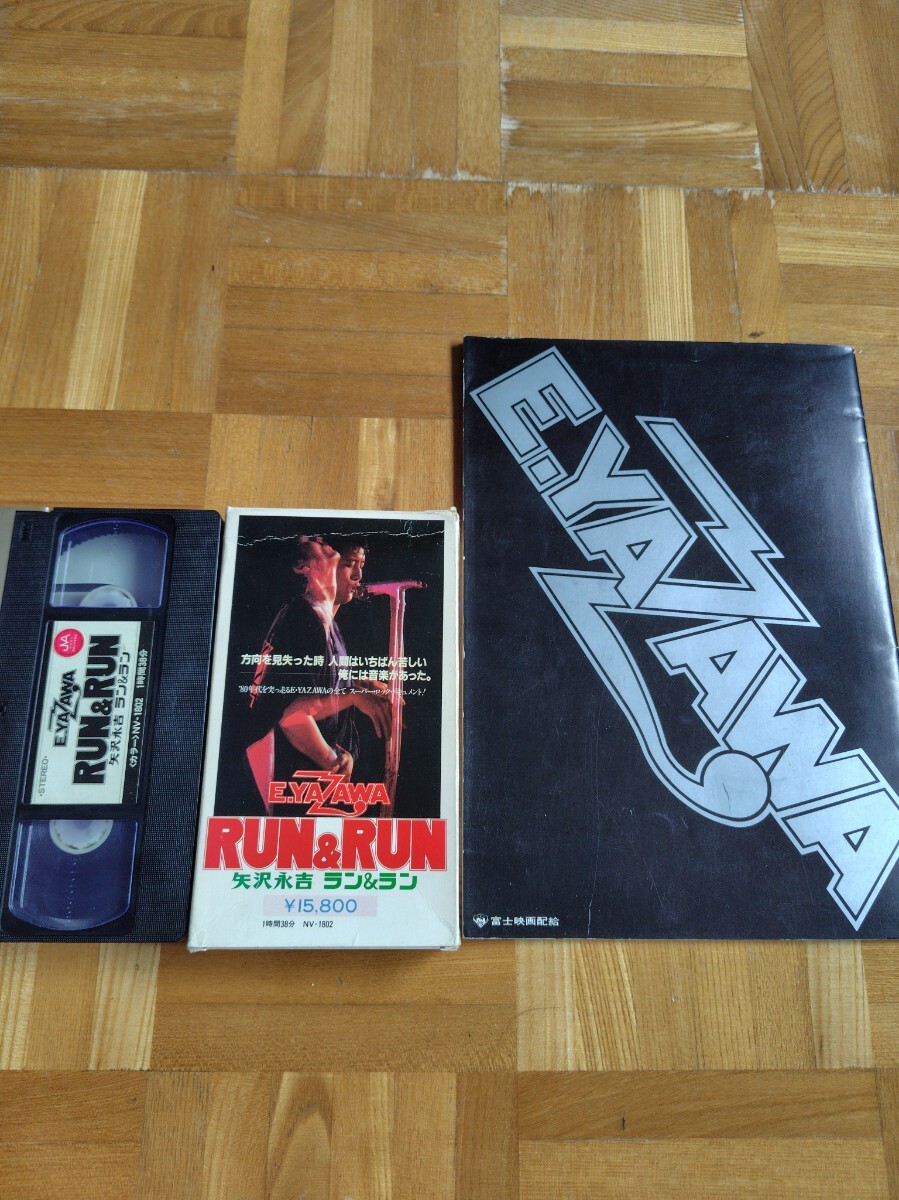 •STEREO•
E.YAZAWA
RUN&RUN
矢沢永吉 ラン&ラン
〈カラー〉NV-1802 1時間38分
方向を見失った時 人間はいちばん苦しい
俺には音楽があった。
'80年代を突っ走るE・YAZAWAの全て スーパー・ロック・ドキュメント!
E.YAZAWA
RUN&RUN
矢沢永吉 ラン&ラン
¥15,800
1時間38分 NV-1802
E.YAZAWA
富士映画配給